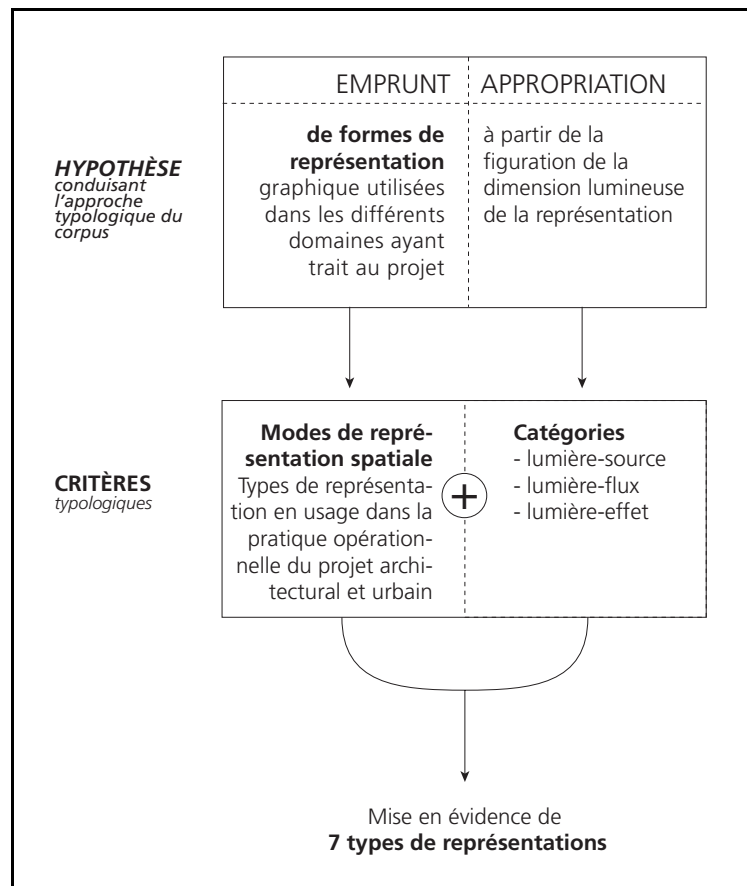 EMPRUNT
APPROPRIATION
HYPOTHÈSE
conduisant
l'approche
typologique du
corpus
de formes de
représentation
graphique utilisées
dans les différents
domaines ayant
trait au projet
à partir de la
figuration de la
dimension lumineuse
de la représentation
CRITÈRES
typologiques
Modes de repré-
sentation spatiale
Types de représenta-
tion en usage dans la
pratique opération-
nelle du projet archi-
tectural et urbain
+
Catégories
- lumière-source
- lumière-flux
- lumière-effet
Mise en évidence de
7 types de représentations